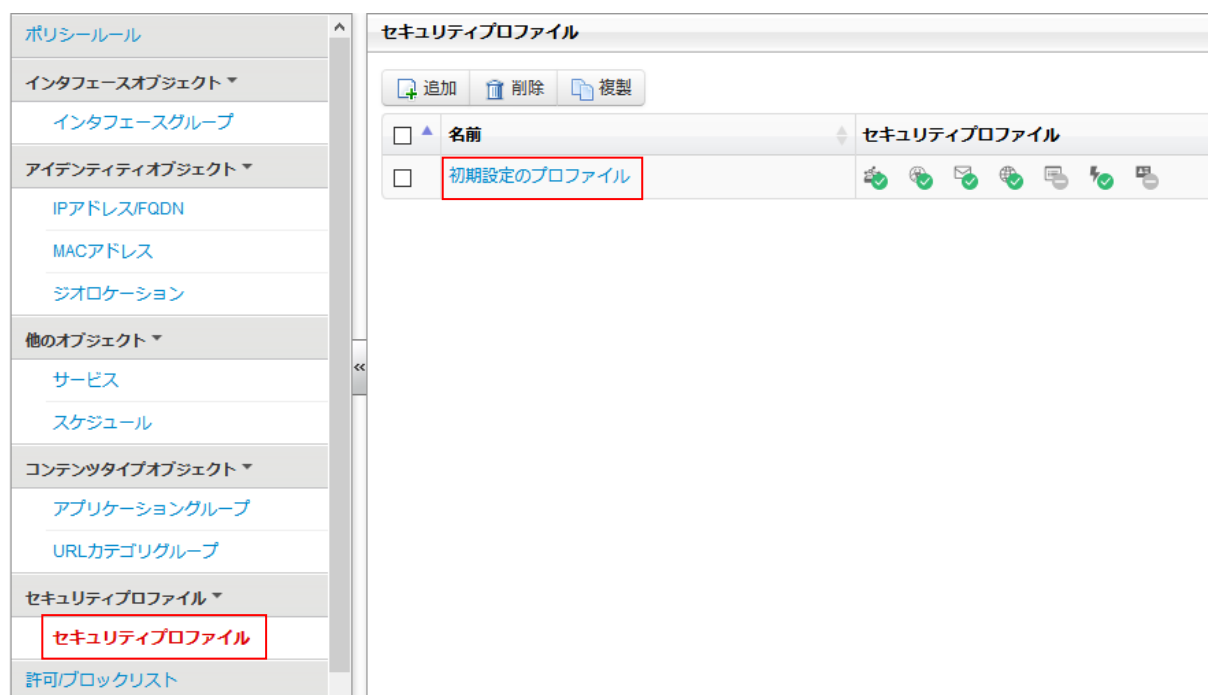 ポリシールール
インタフェースオブジェクト
インタフェースグループ
アイデンティティオブジェクト
IPアドレス/FQDN
MACアドレス
ジオロケーション
他のオブジェクト
サービス
スケジュール
コンテンツタイプオブジェクト
アプリケーショングループ
URLカテゴリグループ
セキュリティプロファイル
セキュリティプロファイル
許可/ブロックリスト
セキュリティプロファイル
追加 削除 複製
名前 セキュリティプロファイル
初期設定のプロファイル